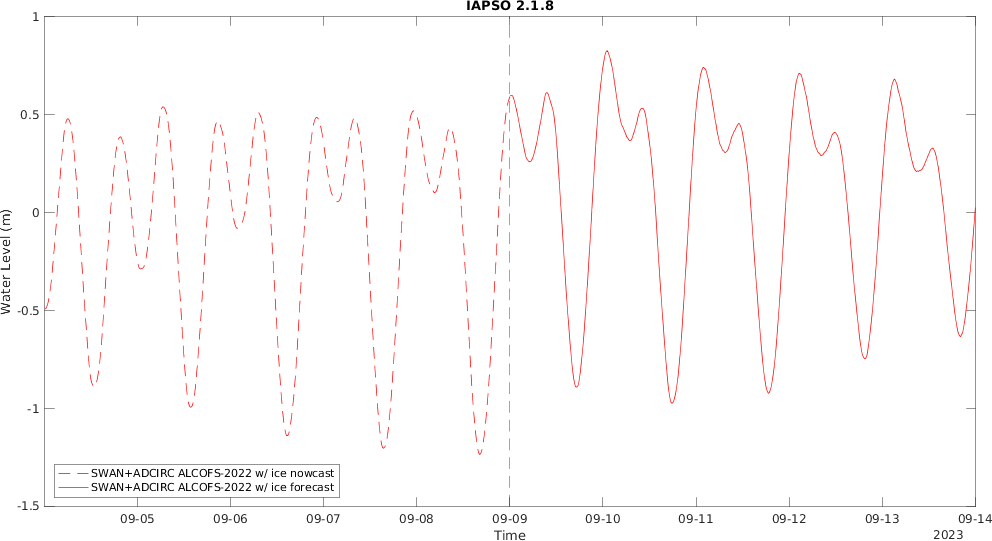 IAPSO 2.1.8
Water Level (m)
1
0.5
0
-0.5
-1
-1.5
SWAN+ADCIRC ALCOFS-2022 w/ ice nowcast
SWAN+ADCIRC ALCOFS-2022 w/ ice forecast
09-05 09-06 09-07 09-08 09-09 09-10 09-11 09-12 09-13 09-14
Time
2023